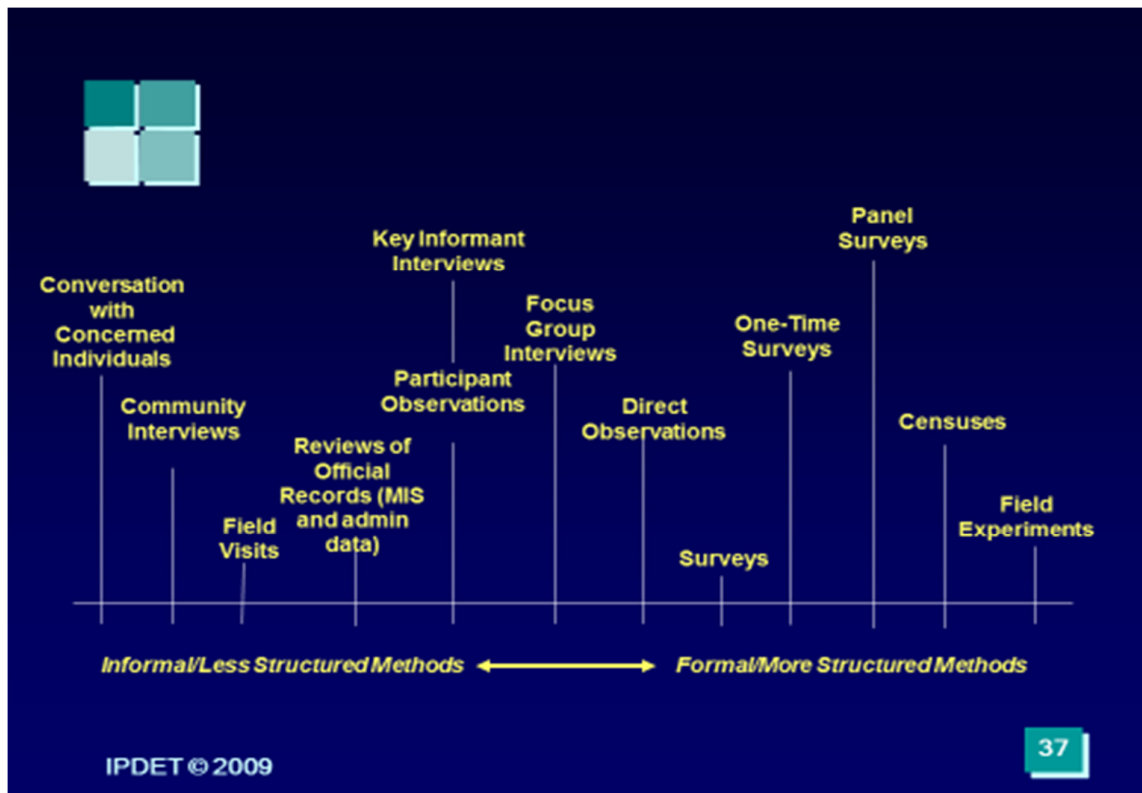 Conversation
with
Concerned
Individuals
Community
Interviews
Field
Visits
Reviews of
Official
Records (MIS
and admin
data)
Key Informant
Interviews
Participant
Observations
Focus
Group
Interviews
Direct
Observations
Surveys
One-Time
Surveys
Panel
Surveys
Censuses
Field
Experiments
Informal/Less Structured Methods
Formal/More Structured Methods
IPDET © 2009
37